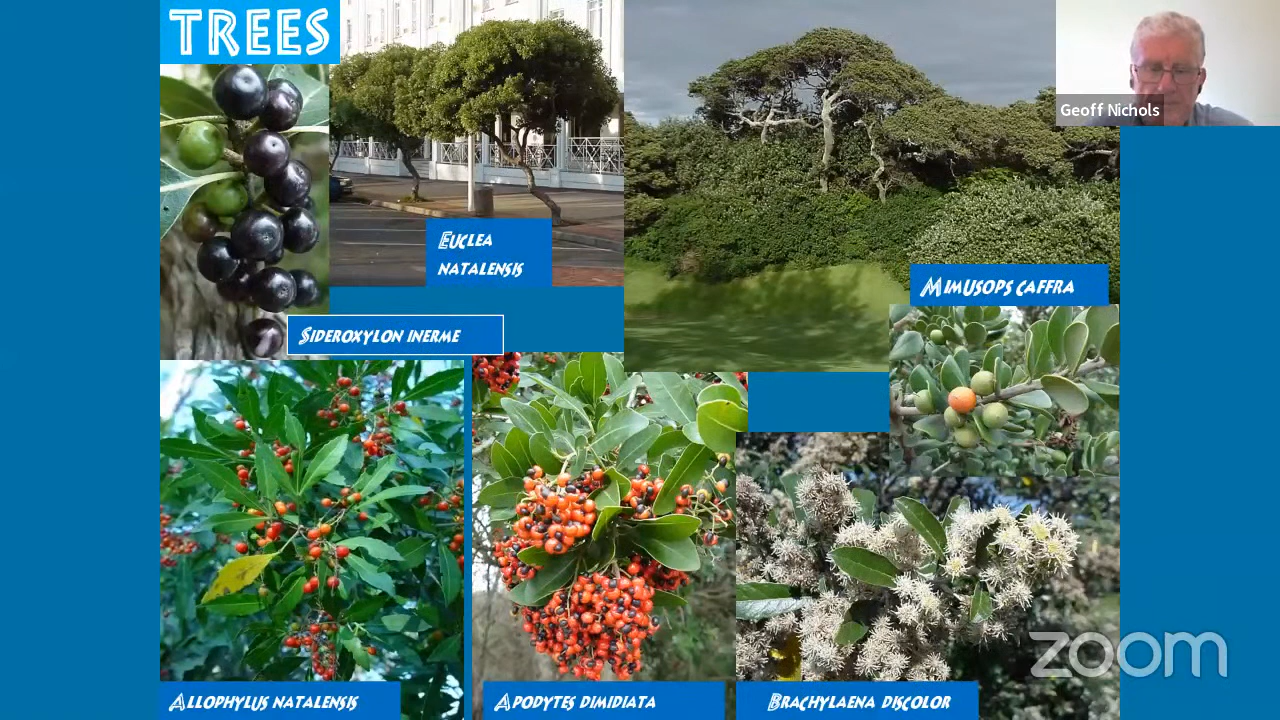 TREES
Geoff Nichols
Euclea
natalensis
Mimusops caffra
Sideroxylon inerme
Allophylus natalensis
Apodytes dimidiata
Brachylaena discolor
zoom